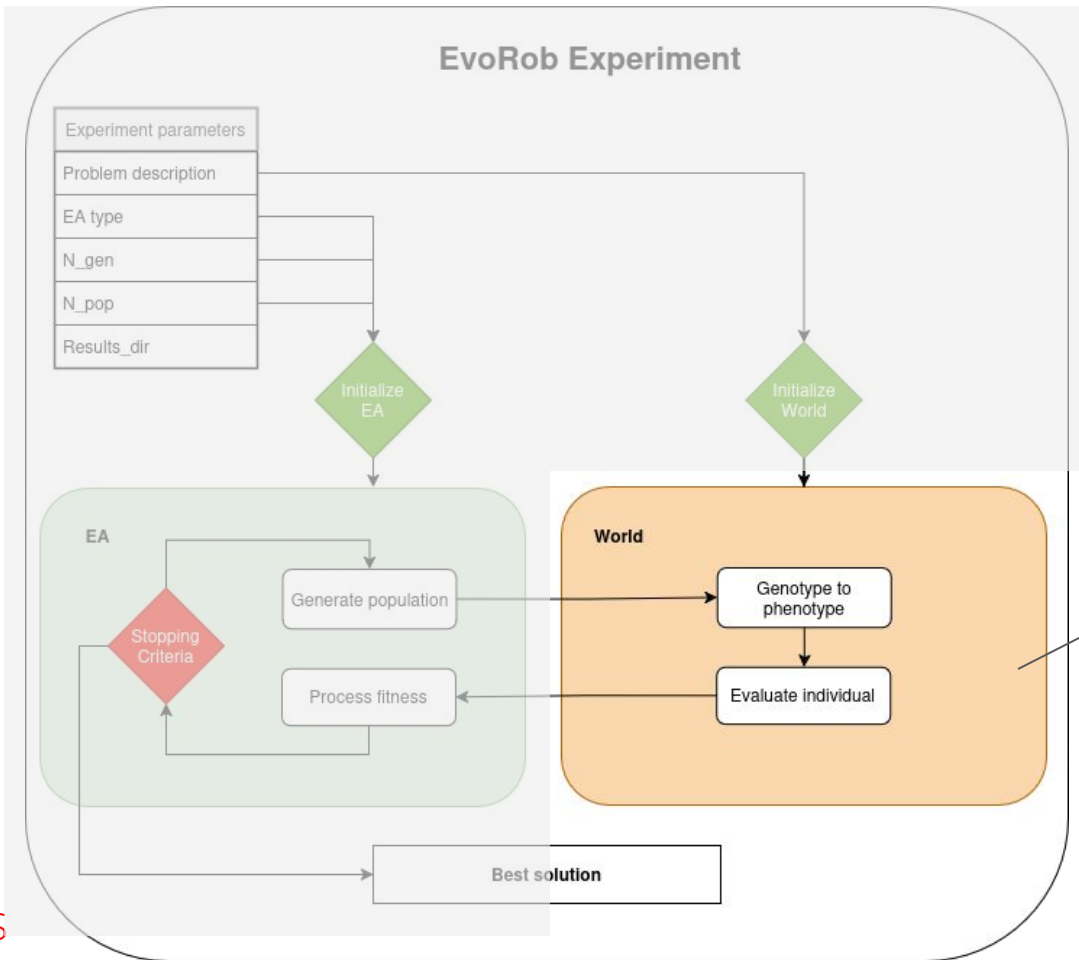 EvoRob Experiment
Experiment parameters
Problem description
EA type
N_gen
N_pop
Results_dir
Initialize
EA
Initialize
World
EA
World
Generate population
Genotype to
phenotype
Stopping
Criteria
Process fitness
Evaluate individual
Best solution